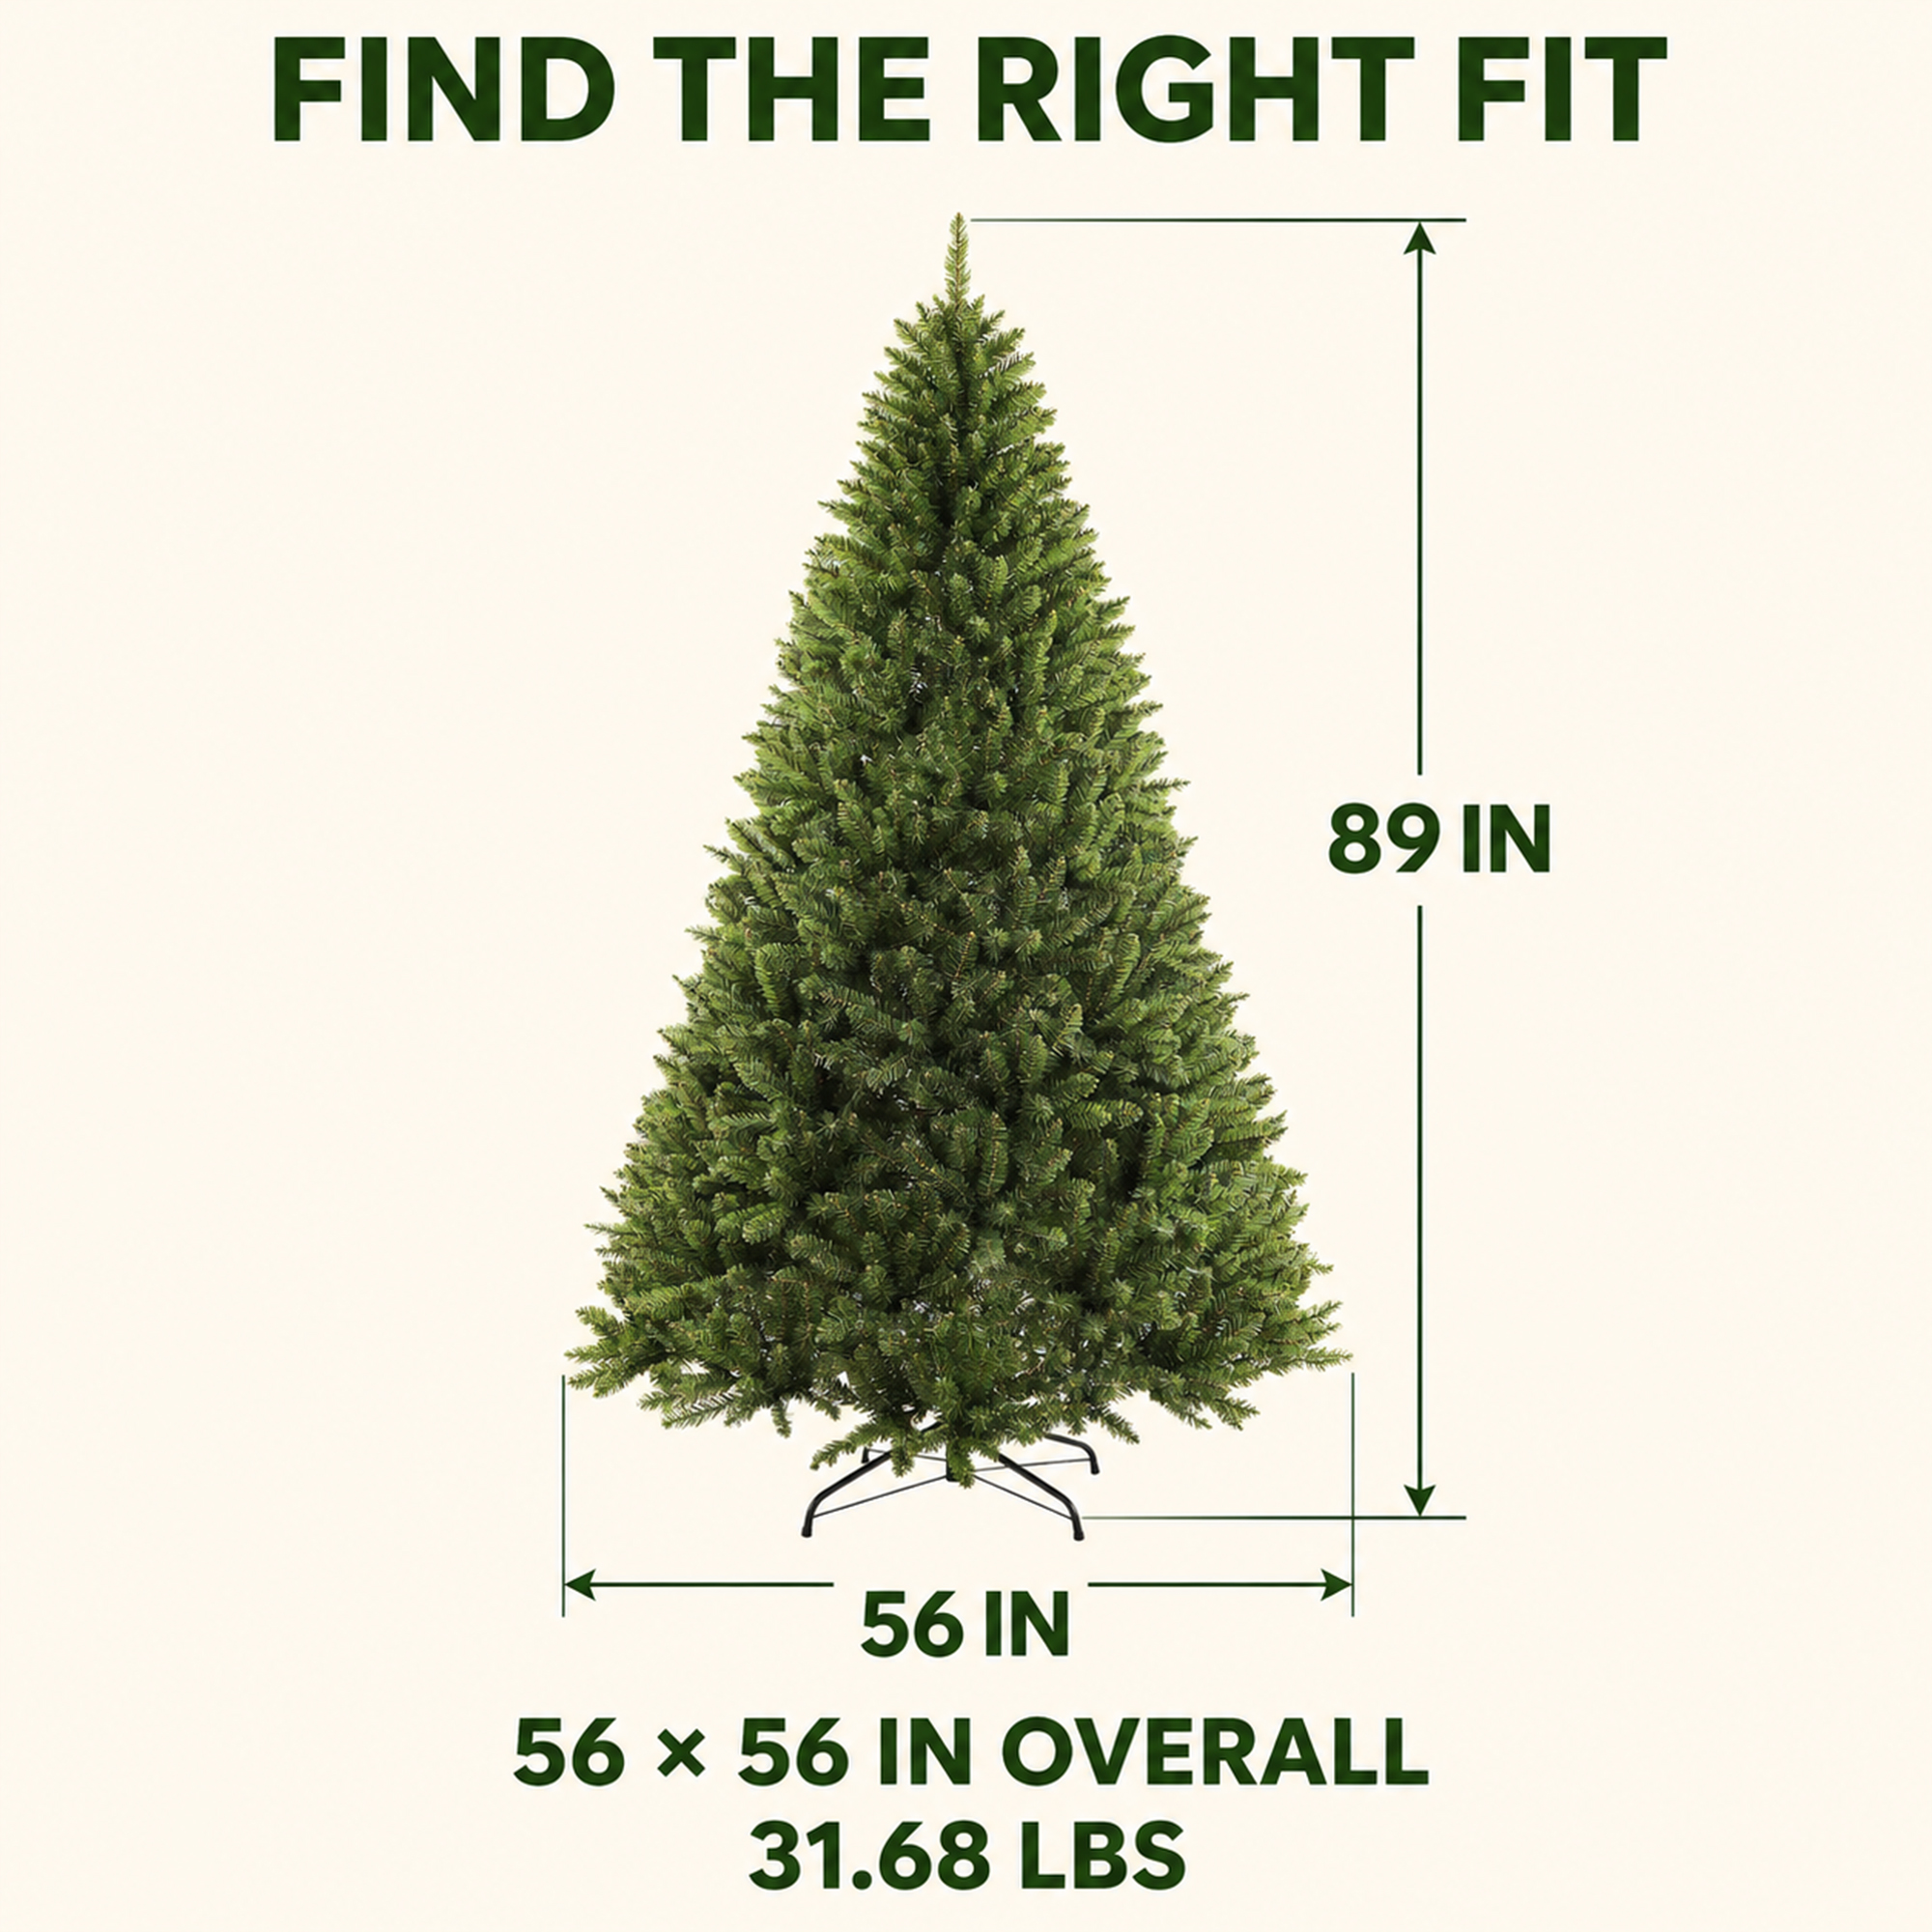 FIND THE RIGHT FIT
89 IN
56 IN
56 × 56 IN OVERALL
31.68 LBS